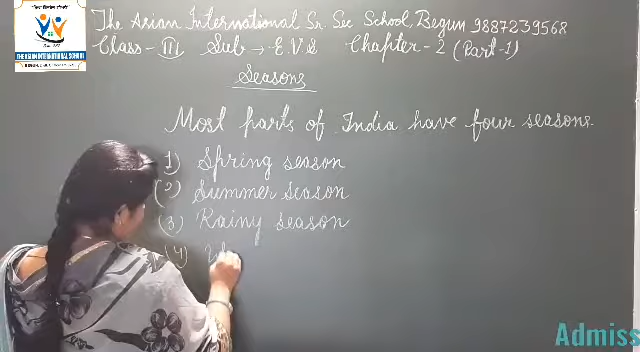 The Asian International Sr. Sec School, Begun 9887239568
Class-III Sub → E.V.S Chapter-2 (Part-1)
Seasons
Most parts of India have four seasons.
1) Spring season
(2) Summer season
(3) Rainy season
(4)
THE ASIAN INTERNATIONAL SCHOOL
Admiss